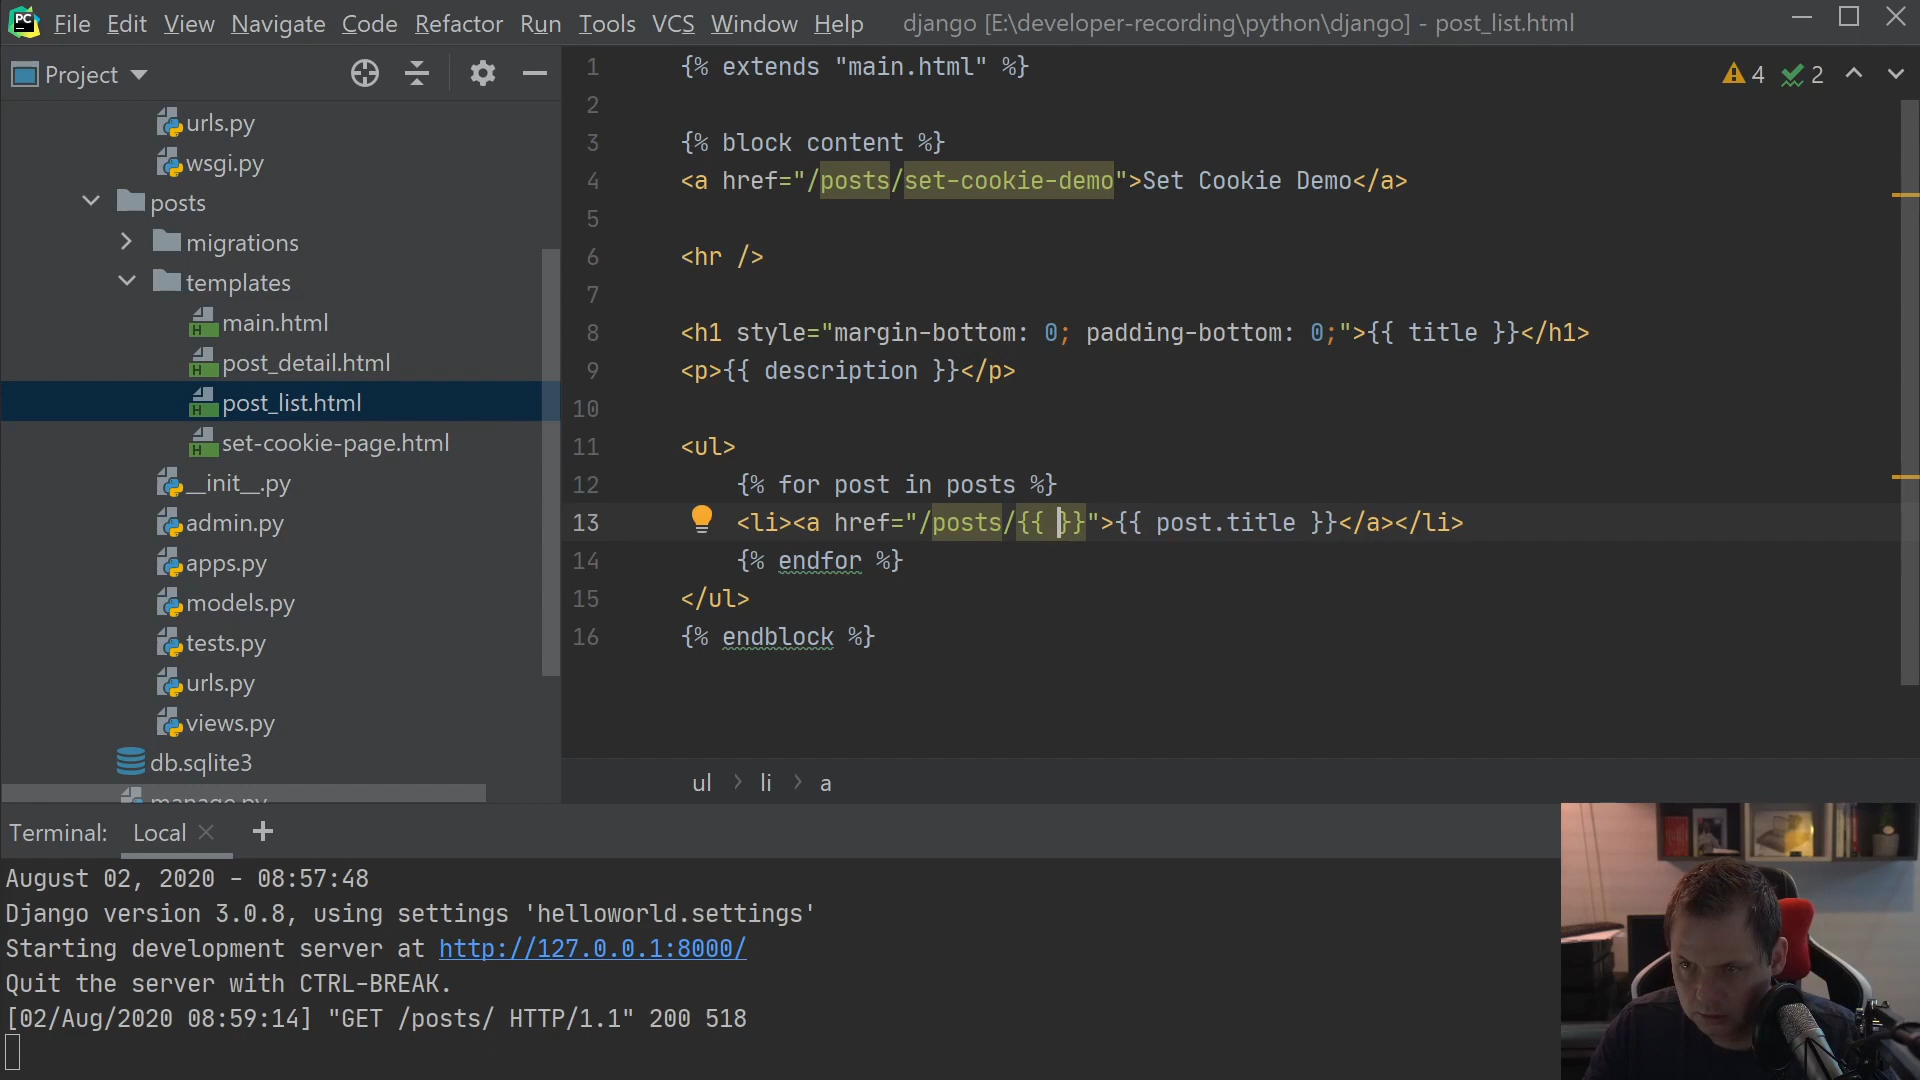 PC File Edit View Navigate Code Refactor Run Tools VCS Window Help django [E:\developer-recording\python\django] - post_list.html
Project
urls.py
wsgi.py
posts
migrations
templates
main.html
post_detail.html
post_list.html
set-cookie-page.html
__init__.py
admin.py
apps.py
models.py
tests.py
urls.py
views.py
db.sqlite3
manage.py
4 2
1 {% extends "main.html" %}
2
3 {% block content %}
4 <a href="/posts/set-cookie-demo">Set Cookie Demo</a>
5
6 <hr />
7
8 <h1 style="margin-bottom: 0; padding-bottom: 0;">{{ title }}</h1>
9 <p>{{ description }}</p>
10
11 <ul>
12 {% for post in posts %}
13 <li><a href="/posts/{{ }}">{{ post.title }}</a></li>
14 {% endfor %}
15 </ul>
16 {% endblock %}
ul > li > a
Terminal: Local × +
August 02, 2020 - 08:57:48
Django version 3.0.8, using settings 'helloworld.settings'
Starting development server at http://127.0.0.1:8000/
Quit the server with CTRL-BREAK.
[02/Aug/2020 08:59:14] "GET /posts/ HTTP/1.1" 200 518